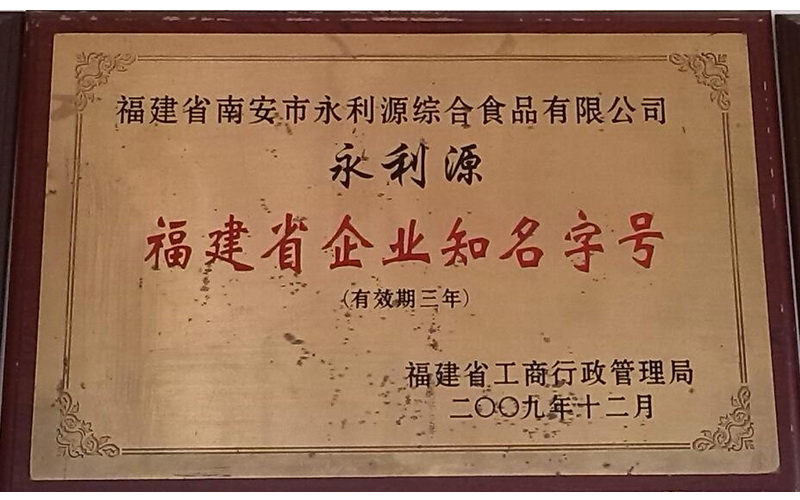 福建省南安市永利源综合食品有限公司
永利源
福建省企业知名字号
(有效期三年)
福建省工商行政管理局
二〇〇九年十二月